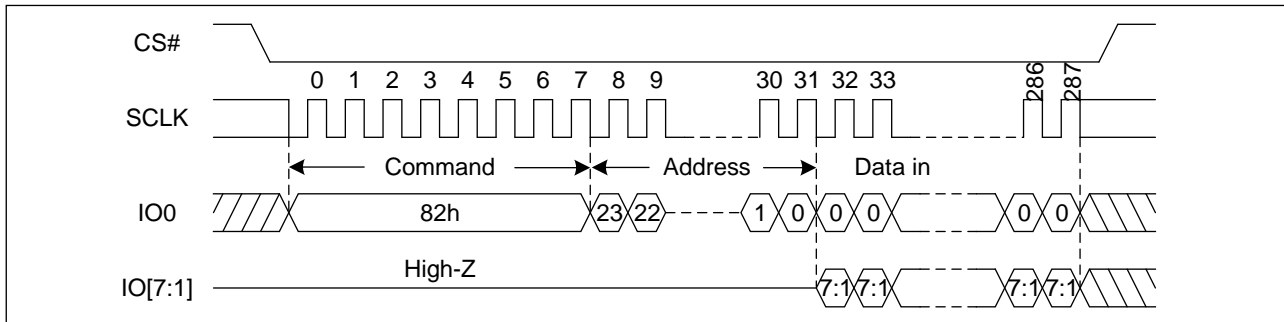 CS#
0 1 2 3 4 5 6 7 8 9 30 31 32 33 286 287
SCLK
Command Address Data in
IO0 82h 23 22 1 0 0 0 0 0
High-Z
IO[7:1] 7:1 7:1 7:1 7:1